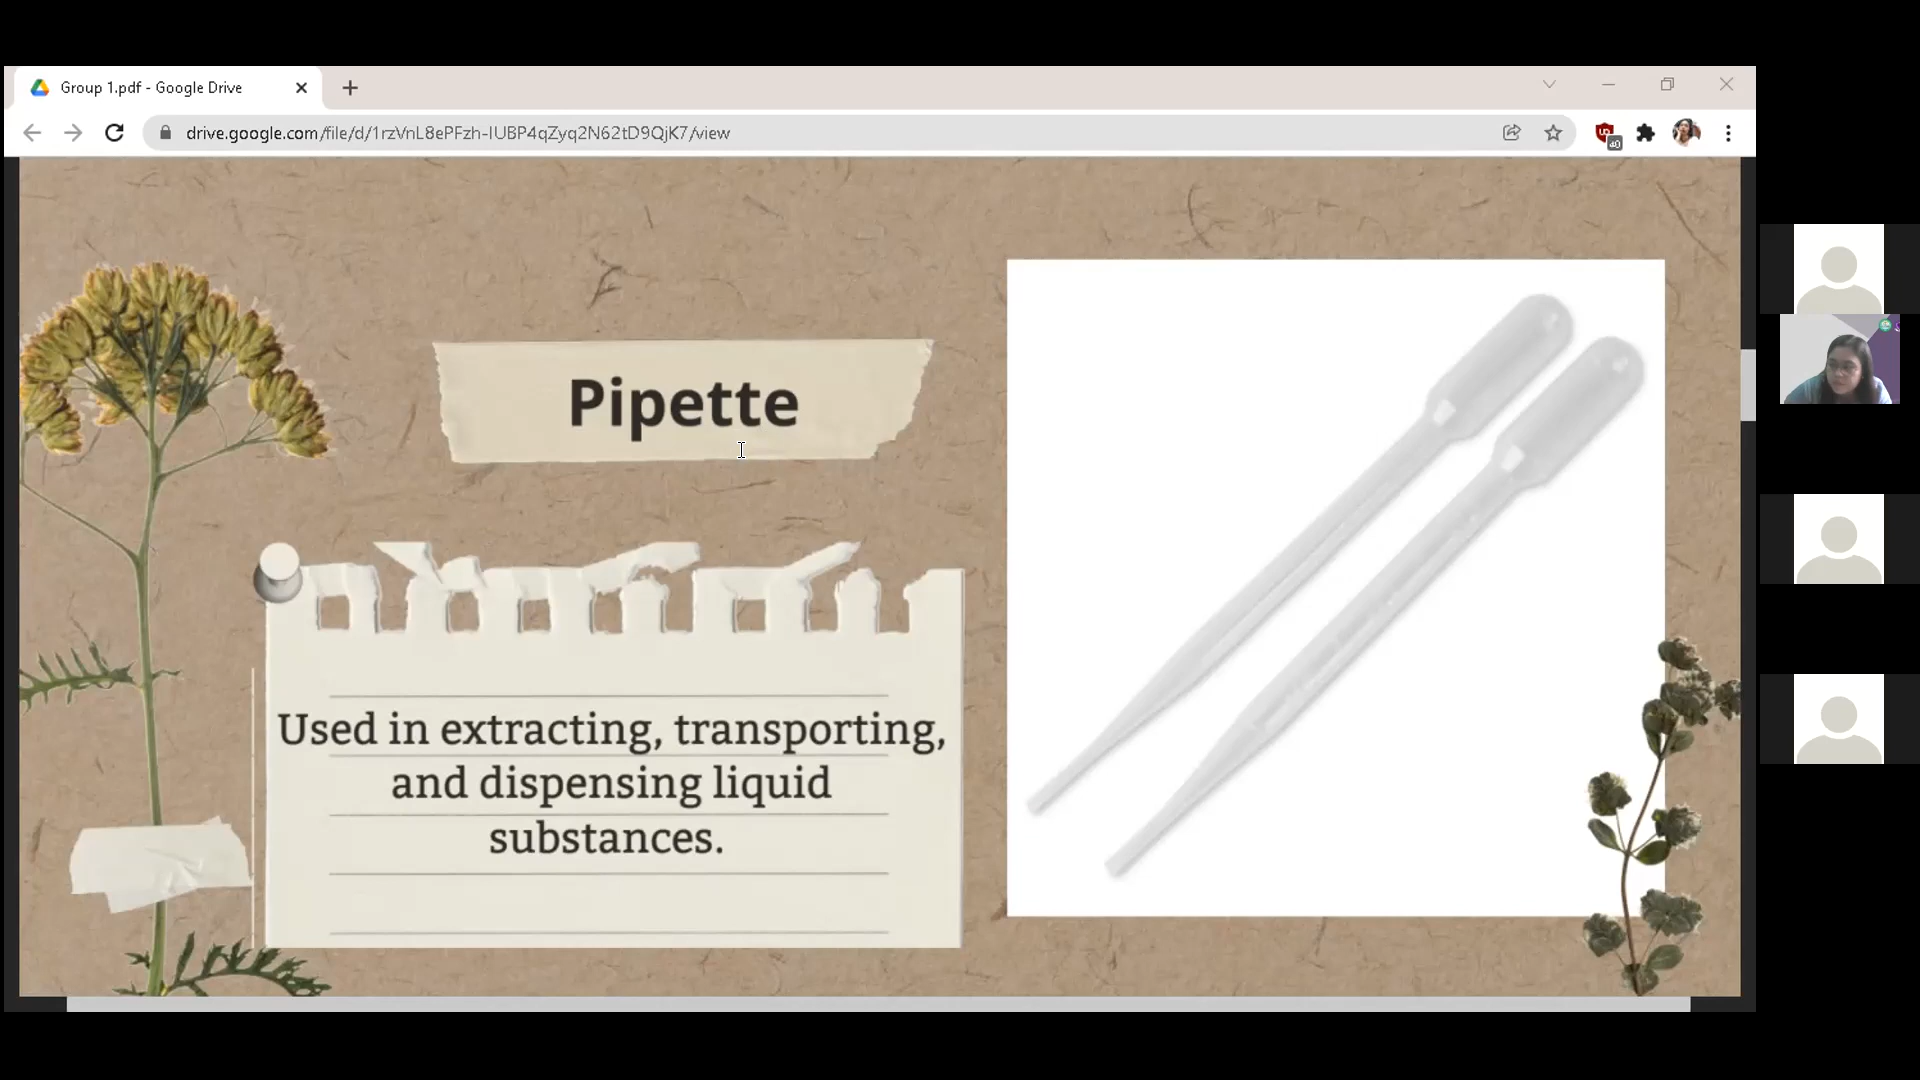 Group 1.pdf - Google Drive
drive.google.com/file/d/1rzVnL8ePFzh-IUBP4qZyq2N62tD9QjK7/view
40
Pipette
Used in extracting, transporting,
and dispensing liquid
substances.